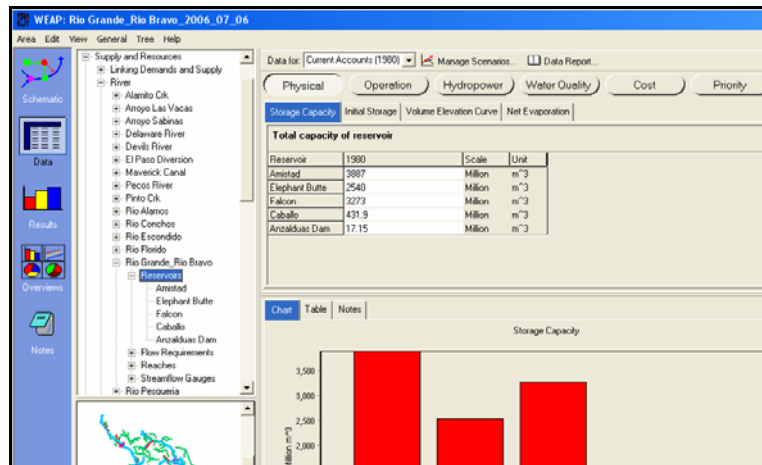 WEAP: Rio Grande_Rio Bravo_2006_07_06
Area Edit View General Tree Help
Schematic
Data
Results
Overviews
Notes
Supply and Resources
Linking Demands and Supply
River
Alamito Crk
Arroyo Las Vacas
Arroyo Sabinas
Delaware River
Devils River
El Paso Diversion
Maverick Canal
Pecos River
Pinto Crk
Rio Alamos
Rio Conchos
Rio Escondido
Rio Florido
Rio Grande_Rio Bravo
Reservoirs
Amistad
Elephant Butte
Falcon
Caballo
Anzalduas Dam
Flow Requirements
Reaches
Streamflow Gauges
Rio Pesqueria
Data for: Current Accounts (1980) Manage Scenarios... Data Report...
Physical Operation Hydropower Water Quality Cost Priority
Storage Capacity Initial Storage Volume Elevation Curve Net Evaporation
Total capacity of reservoir
Reservoir 1980 Scale Unit
Amistad 3887 Million m^3
Elephant Butte 2540 Million m^3
Falcon 3273 Million m^3
Caballo 431.9 Million m^3
Anzalduas Dam 17.15 Million m^3
Chart Table Notes
Storage Capacity
3,500
3,000
2,500
2,000
Million m^3